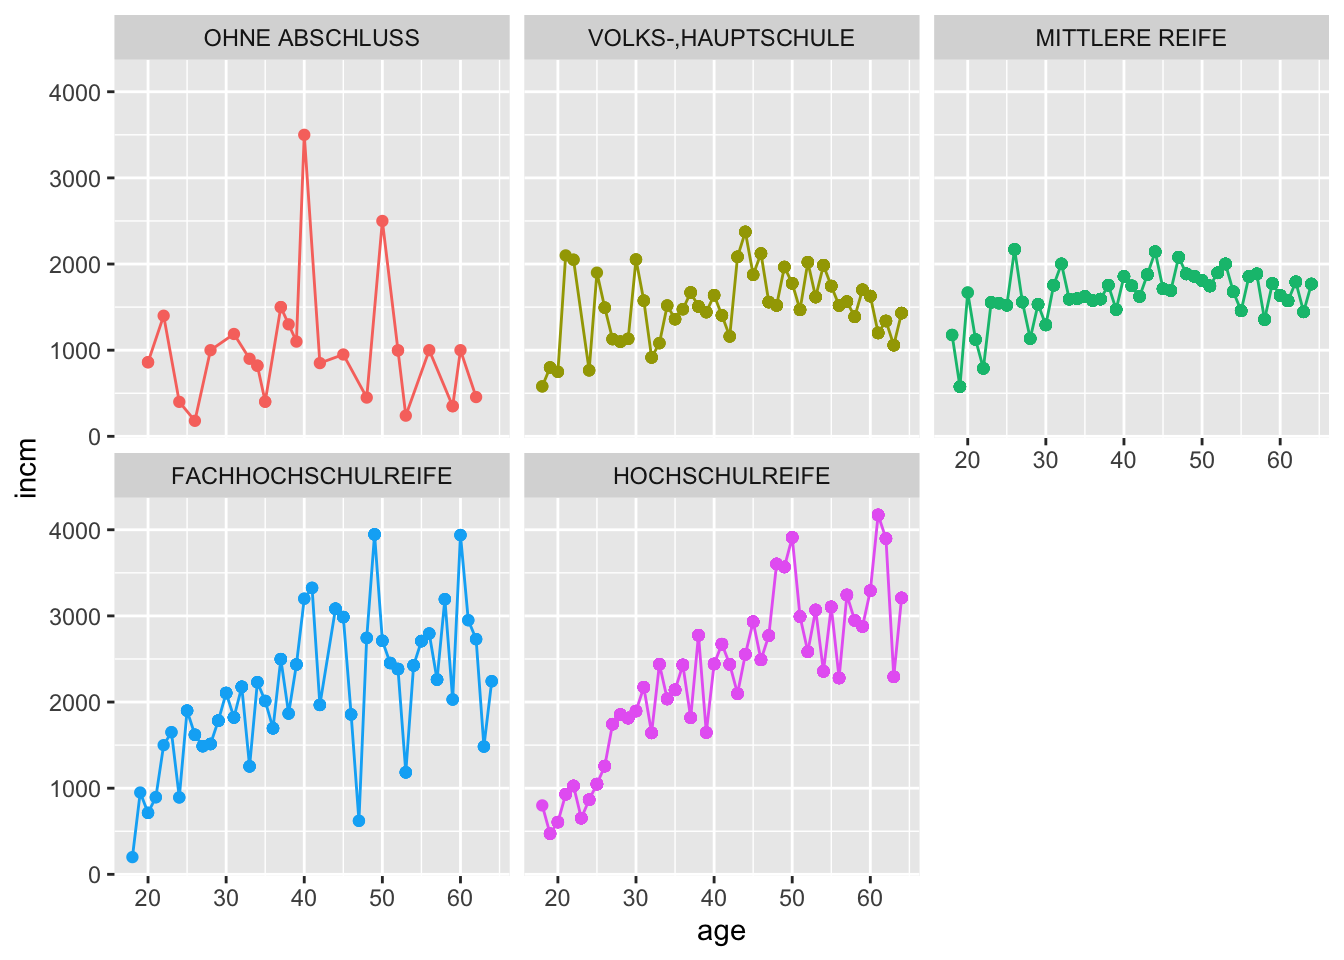 OHNE ABSCHLUSS
VOLKS-,HAUPTSCHULE
MITTLERE REIFE
4000
3000
2000
1000
0
20 30 40 50 60
incm
FACHHOCHSCHULREIFE
HOCHSCHULREIFE
4000
3000
2000
1000
0
20 30 40 50 60
20 30 40 50 60
age